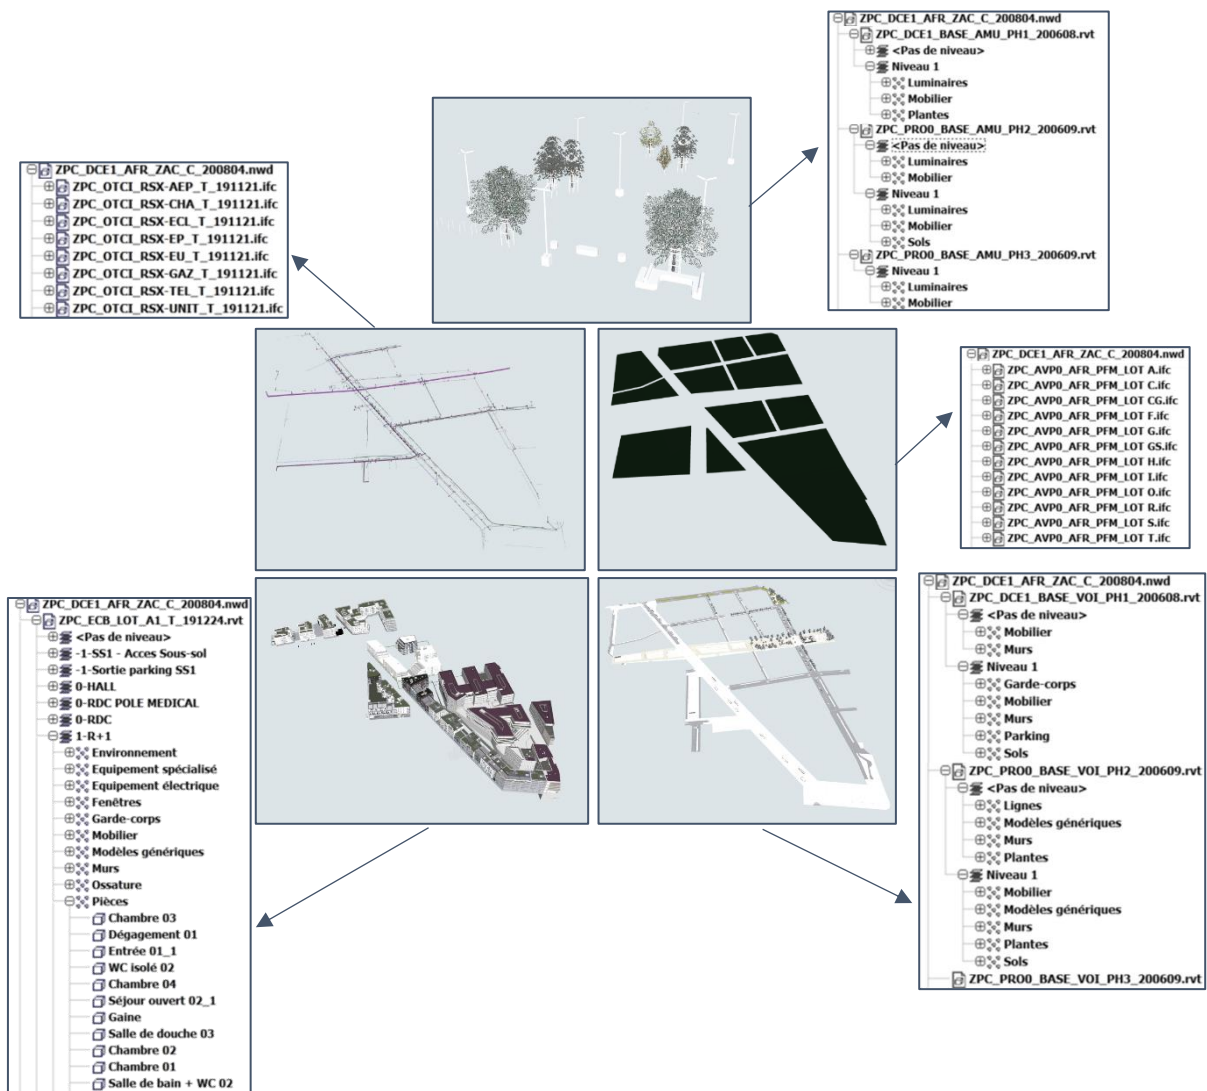 ZPC_DCE1_AFR_ZAC_C_200804.nwd
ZPC_DCE1_BASE_AMU_PH1_200608.rvt
<Pas de niveau>
Niveau 1
Luminaires
Mobilier
Plantes
ZPC_PRO0_BASE_AMU_PH2_200609.rvt
<Pas de niveau>
Luminaires
Mobilier
Niveau 1
Luminaires
Mobilier
Sols
ZPC_PRO0_BASE_AMU_PH3_200609.rvt
Niveau 1
Luminaires
Mobilier
ZPC_DCE1_AFR_ZAC_C_200804.nwd
ZPC_OTCI_RSX-AEP_T_191121.ifc
ZPC_OTCI_RSX-CHA_T_191121.ifc
ZPC_OTCI_RSX-ECL_T_191121.ifc
ZPC_OTCI_RSX-EP_T_191121.ifc
ZPC_OTCI_RSX-EU_T_191121.ifc
ZPC_OTCI_RSX-GAZ_T_191121.ifc
ZPC_OTCI_RSX-TEL_T_191121.ifc
ZPC_OTCI_RSX-UNIT_T_191121.ifc
ZPC_DCE1_AFR_ZAC_C_200804.nwd
ZPC_AVP0_AFR_PFM_LOT A.ifc
ZPC_AVP0_AFR_PFM_LOT C.ifc
ZPC_AVP0_AFR_PFM_LOT CG.ifc
ZPC_AVP0_AFR_PFM_LOT F.ifc
ZPC_AVP0_AFR_PFM_LOT G.ifc
ZPC_AVP0_AFR_PFM_LOT GS.ifc
ZPC_AVP0_AFR_PFM_LOT H.ifc
ZPC_AVP0_AFR_PFM_LOT I.ifc
ZPC_AVP0_AFR_PFM_LOT O.ifc
ZPC_AVP0_AFR_PFM_LOT R.ifc
ZPC_AVP0_AFR_PFM_LOT S.ifc
ZPC_AVP0_AFR_PFM_LOT T.ifc
ZPC_DCE1_AFR_ZAC_C_200804.nwd
ZPC_ECB_LOT_A1_T_191224.rvt
<Pas de niveau>
-1-SS1 - Acces Sous-sol
-1-Sortie parking SS1
0-HALL
0-RDC POLE MEDICAL
0-RDC
1-R+1
Environnement
Equipement spécialisé
Equipement électrique
Fenêtres
Garde-corps
Mobilier
Modèles génériques
Murs
Ossature
Pièces
Chambre 03
Dégagement 01
Entrée 01_1
WC isolé 02
Chambre 04
Séjour ouvert 02_1
Gaine
Salle de douche 03
Chambre 02
Chambre 01
Salle de bain + WC 02
ZPC_DCE1_AFR_ZAC_C_200804.nwd
ZPC_DCE1_BASE_VOI_PH1_200608.rvt
<Pas de niveau>
Mobilier
Murs
Niveau 1
Garde-corps
Mobilier
Murs
Parking
Sols
ZPC_PRO0_BASE_VOI_PH2_200609.rvt
<Pas de niveau>
Lignes
Modèles génériques
Murs
Plantes
Niveau 1
Mobilier
Modèles génériques
Murs
Plantes
Sols
ZPC_PRO0_BASE_VOI_PH3_200609.rvt